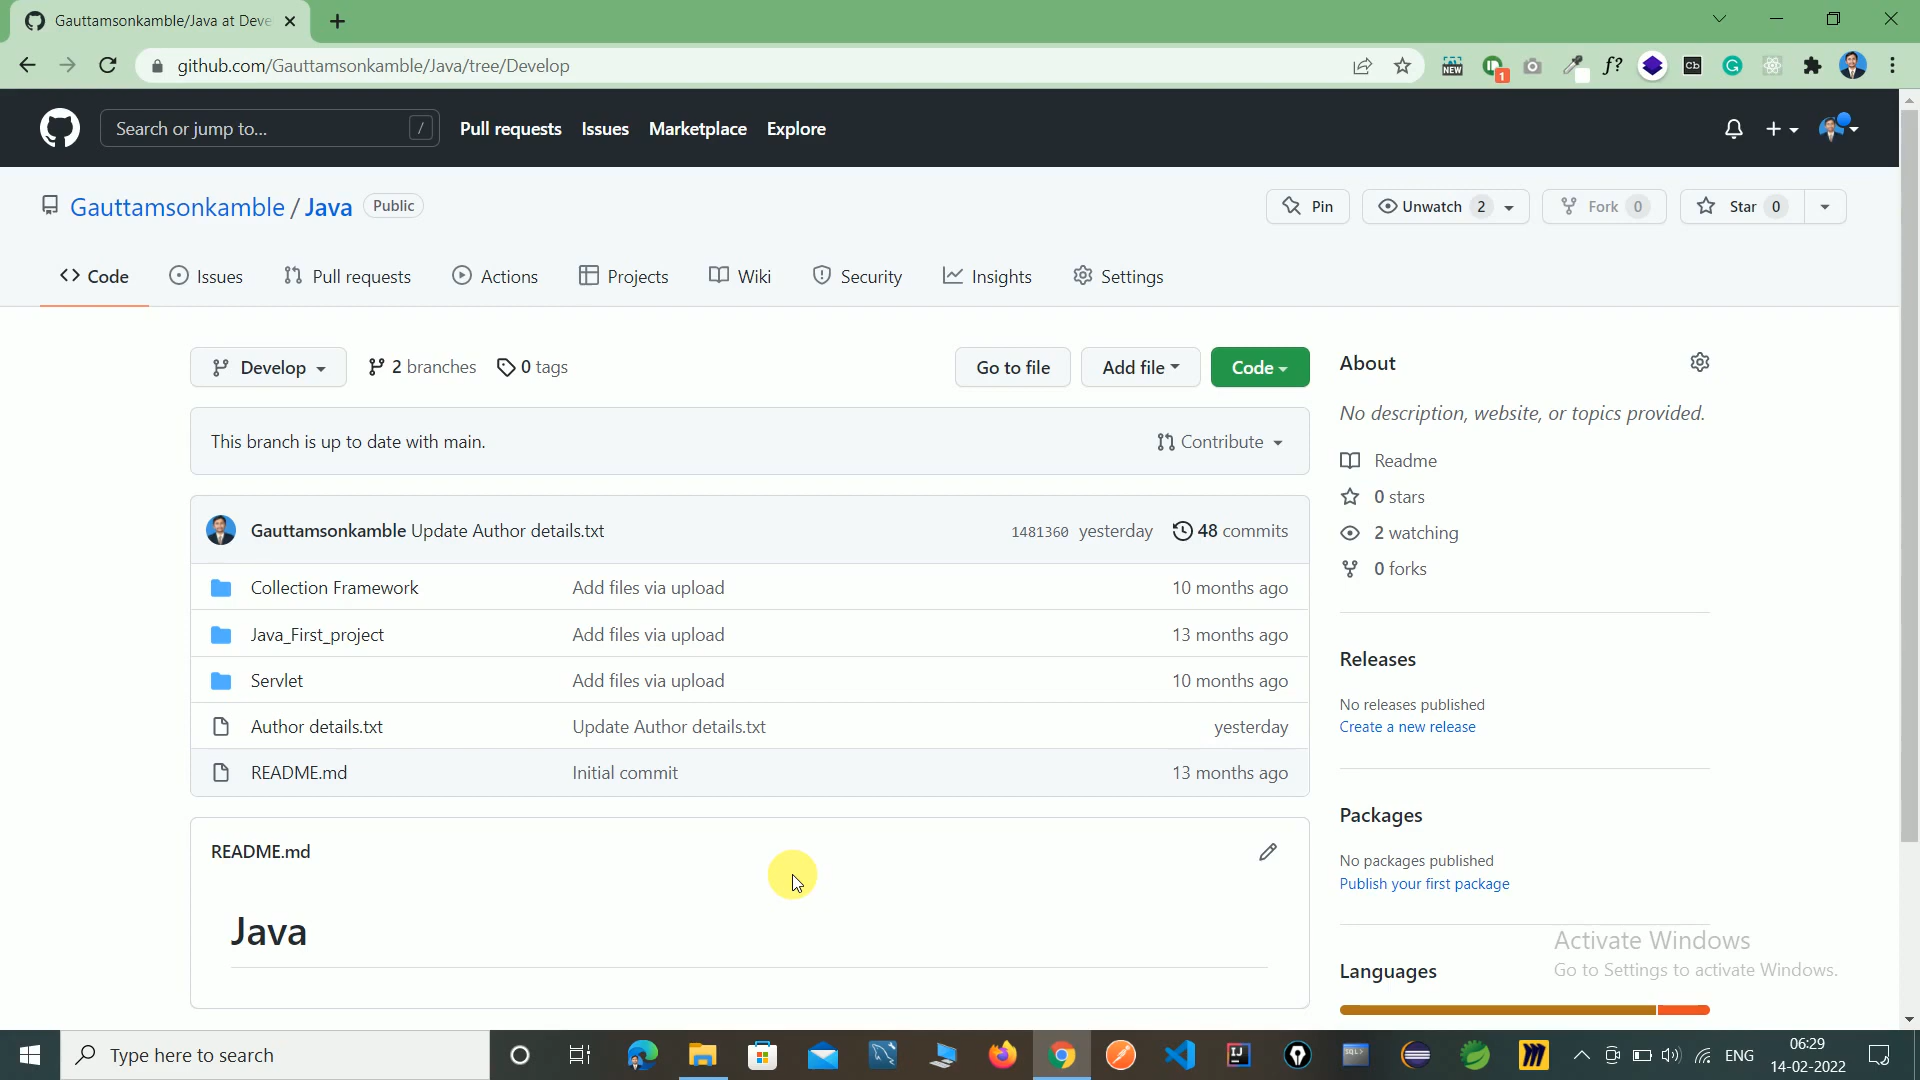 Gauttamsonkamble/Java at Deve
github.com/Gauttamsonkamble/Java/tree/Develop
NEW
1
f?
cb
Search or jump to...
/
Pull requests
Issues
Marketplace
Explore
Gauttamsonkamble / Java
Public
Pin
Unwatch 2
Fork 0
Star 0
Code
Issues
Pull requests
Actions
Projects
Wiki
Security
Insights
Settings
Develop
2 branches
0 tags
Go to file
Add file
Code
This branch is up to date with main.
Contribute
Gauttamsonkamble Update Author details.txt
1481360 yesterday
48 commits
Collection Framework
Add files via upload
10 months ago
Java_First_project
Add files via upload
13 months ago
Servlet
Add files via upload
10 months ago
Author details.txt
Update Author details.txt
yesterday
README.md
Initial commit
13 months ago
README.md
Java
About
No description, website, or topics provided.
Readme
0 stars
2 watching
0 forks
Releases
No releases published
Create a new release
Packages
No packages published
Publish your first package
Languages
Activate Windows
Go to Settings to activate Windows.
Type here to search
IJ
SQL>
ENG
06:29
14-02-2022